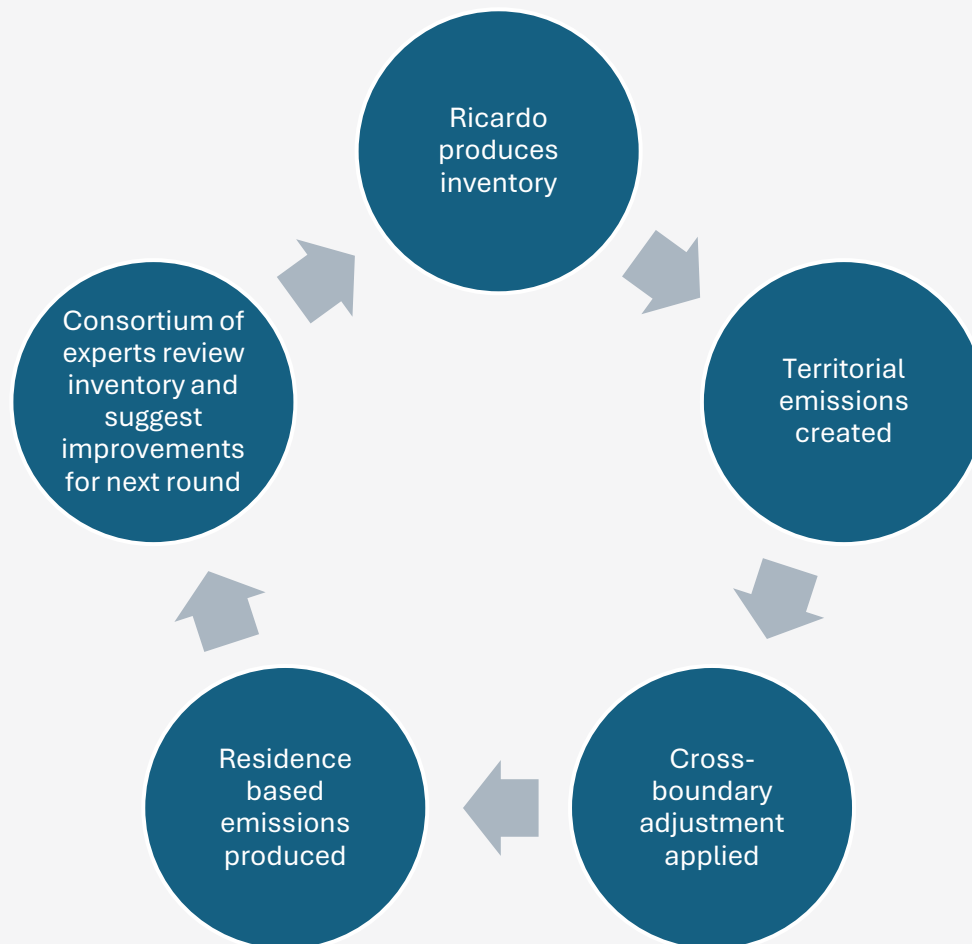 Ricardo
produces
inventory
Territorial
emissions
created
Cross-
boundary
adjustment
applied
Residence
based
emissions
produced
Consortium of
experts review
inventory and
suggest
improvements
for next round